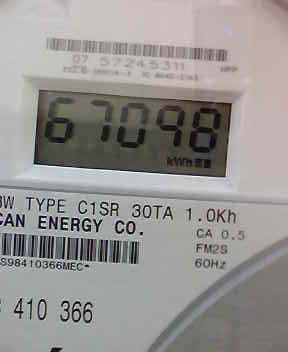 07 57245311
67098
kWh
3W TYPE C1SR 30TA 1.0Kh
CAN ENERGY CO.
CA 0.5
FM2S
S98410366MEC*
60Hz
410 366